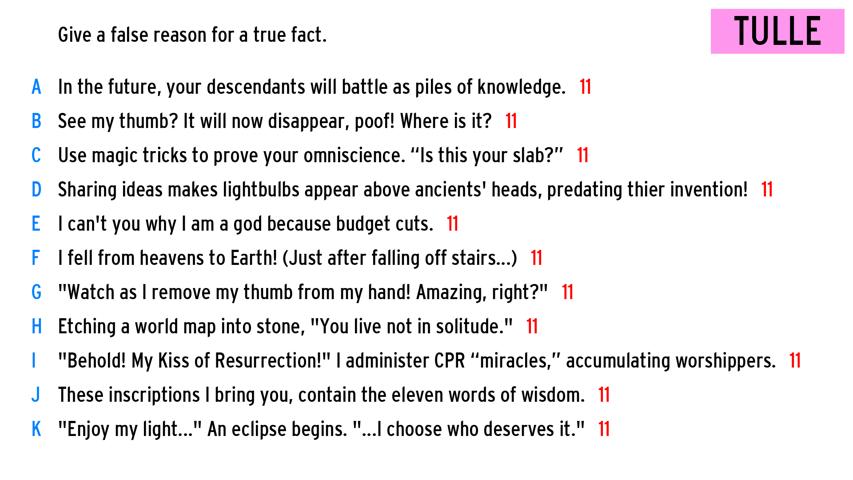 Give a false reason for a true fact.
TULLE
A In the future, your descendants will battle as piles of knowledge. 11
B See my thumb? It will now disappear, poof! Where is it? 11
C Use magic tricks to prove your omniscience. “Is this your slab?” 11
D Sharing ideas makes lightbulbs appear above ancients' heads, predating thier invention! 11
E I can't you why I am a god because budget cuts. 11
F I fell from heavens to Earth! (Just after falling off stairs...) 11
G "Watch as I remove my thumb from my hand! Amazing, right?" 11
H Etching a world map into stone, "You live not in solitude." 11
I "Behold! My Kiss of Resurrection!" I administer CPR “miracles,” accumulating worshippers. 11
J These inscriptions I bring you, contain the eleven words of wisdom. 11
K "Enjoy my light..." An eclipse begins. "...I choose who deserves it." 11